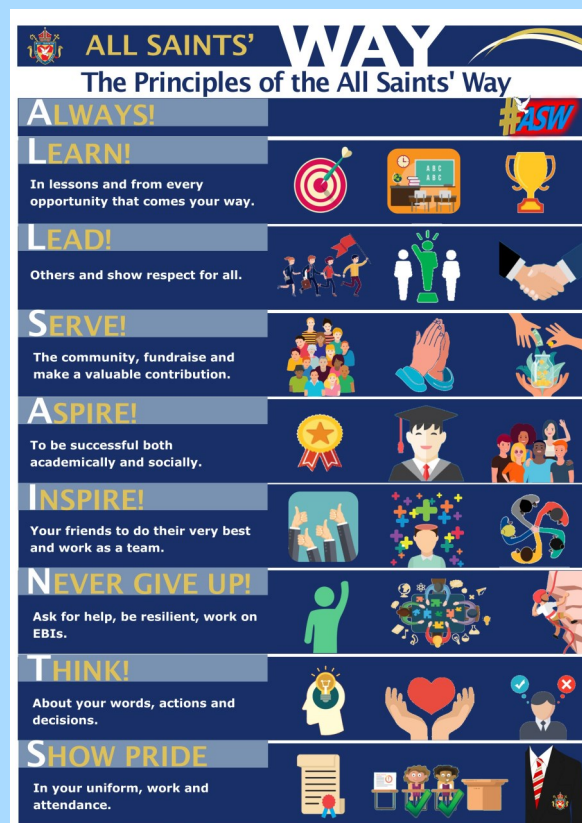 ALL SAINTS' WAY
The Principles of the All Saints' Way
ALWAYS!
#ASW
LEARN!
In lessons and from every
opportunity that comes your way.
ABC
ABC
LEAD!
Others and show respect for all.
SERVE!
The community, fundraise and
make a valuable contribution.
ASPIRE!
To be successful both
academically and socially.
INSPIRE!
Your friends to do their very best
and work as a team.
NEVER GIVE UP!
Ask for help, be resilient, work on
EBIs.
THINK!
About your words, actions and
decisions.
SHOW PRIDE
In your uniform, work and
attendance.